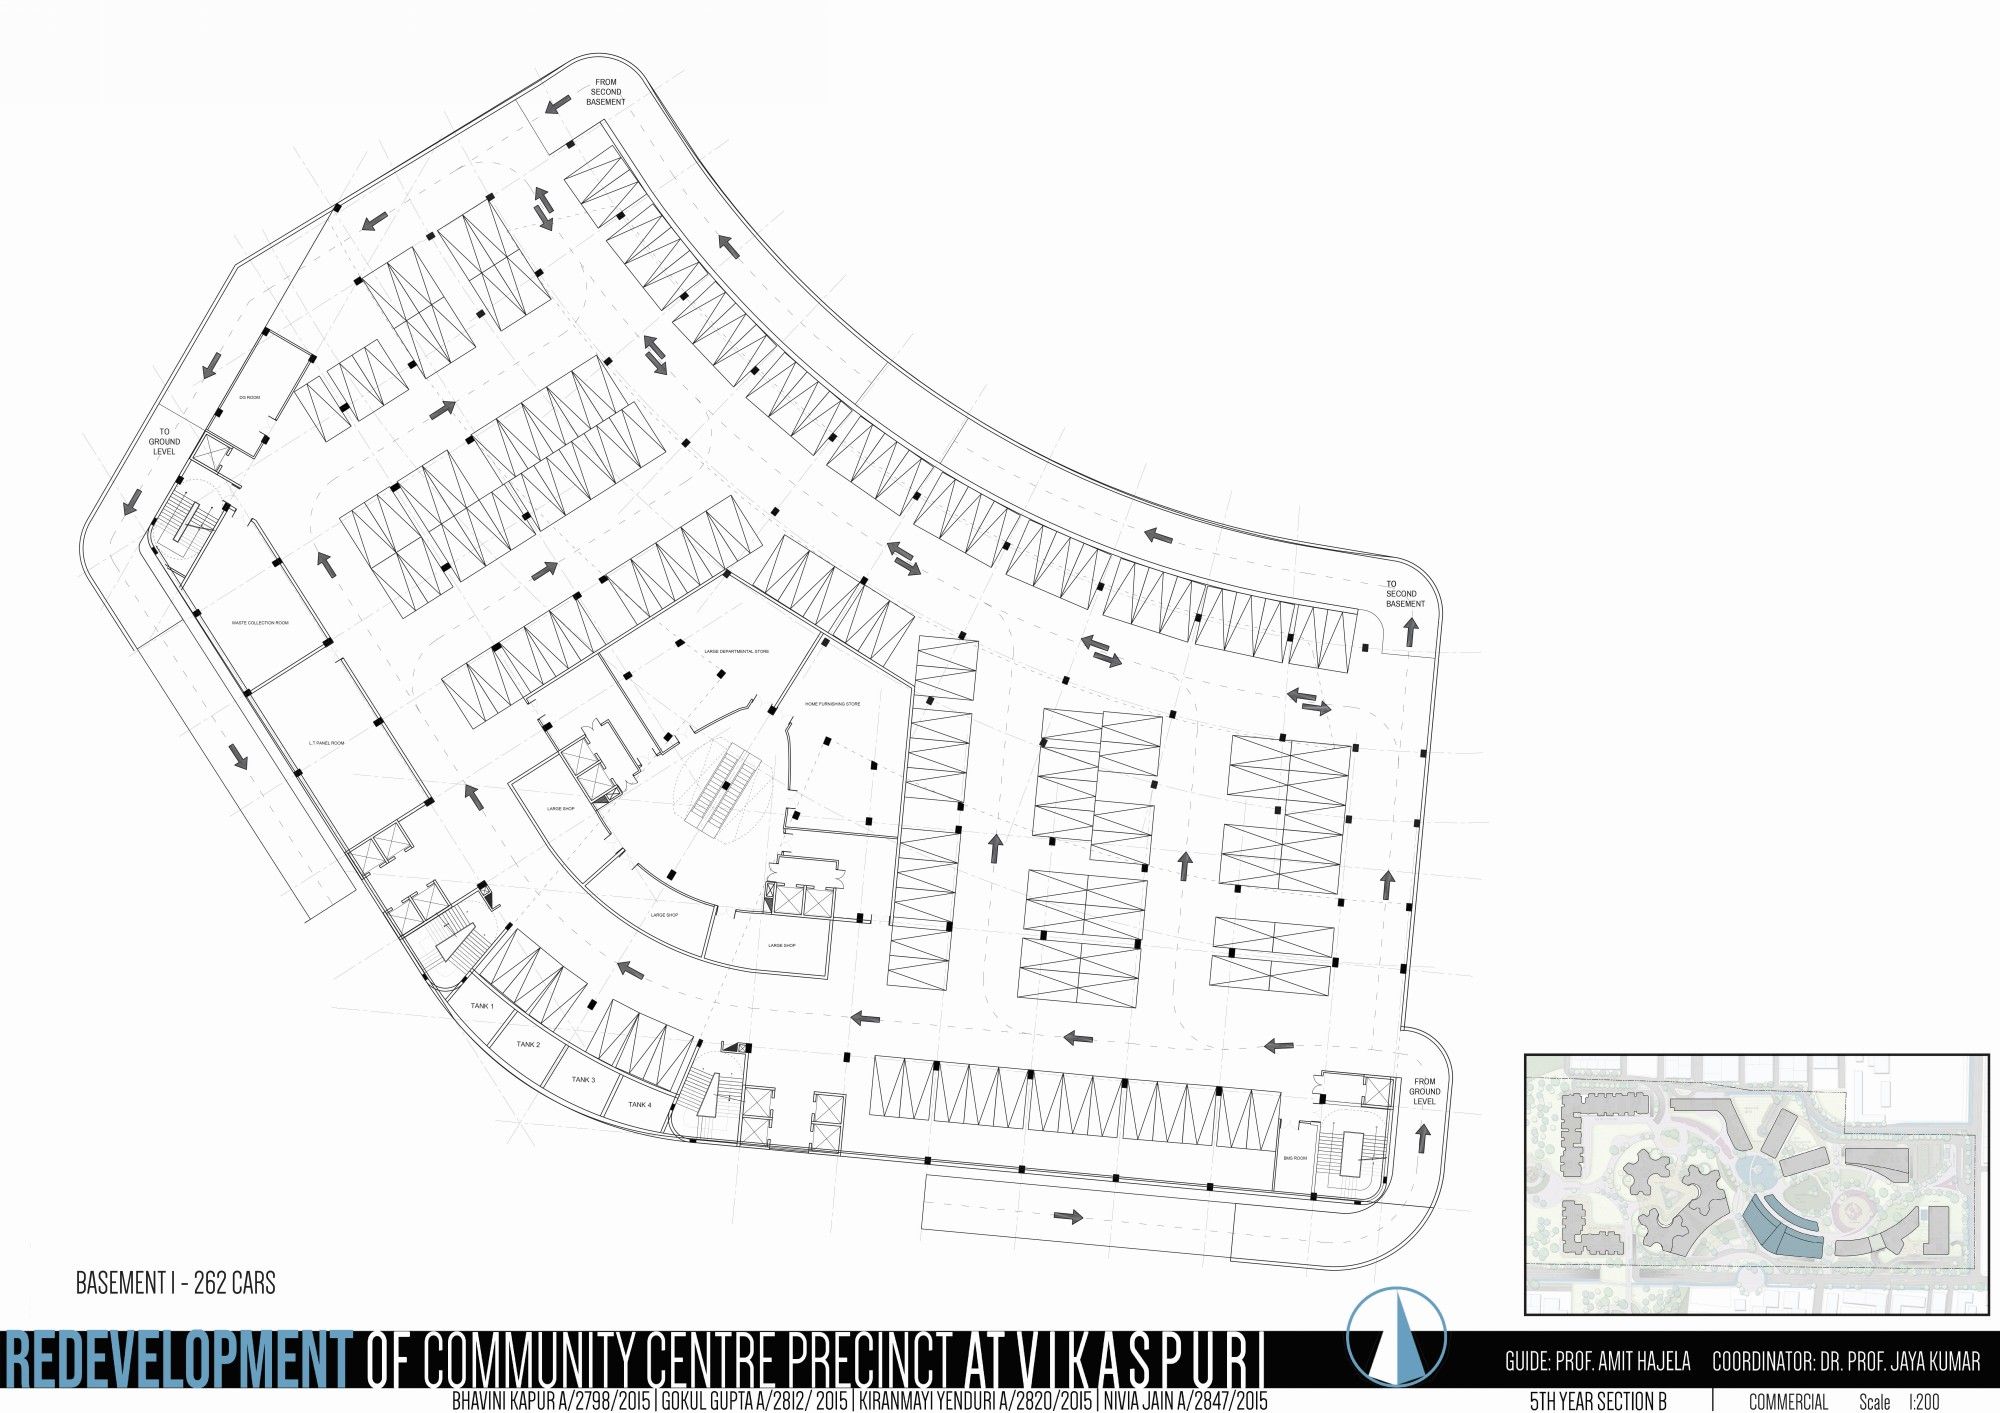 FROM
SECOND
BASEMENT
DG ROOM
TO
GROUND
LEVEL
TO
SECOND
BASEMENT
WASTE COLLECTION ROOM
LARGE DEPARTMENTAL STORE
HOME FURNISHING STORE
L.T PANEL ROOM
LARGE SHOP
LARGE SHOP
LARGE SHOP
TANK 1
TANK 2
TANK 3
TANK 4
FROM
GROUND
LEVEL
BMS ROOM
BASEMENT I - 262 CARS
REDEVELOPMENT OF COMMUNITY CENTRE PRECINCT AT VIKASPURI
BHAVINI KAPUR A/2798/2015 | GOKUL GUPTA A/2812/ 2015 | KIRANMAYI YENDURI A/2820/2015 | NIVIA JAIN A/2847/2015
GUIDE: PROF. AMIT HAJELA COORDINATOR: DR. PROF. JAYA KUMAR
5TH YEAR SECTION B | COMMERCIAL Scale 1:200